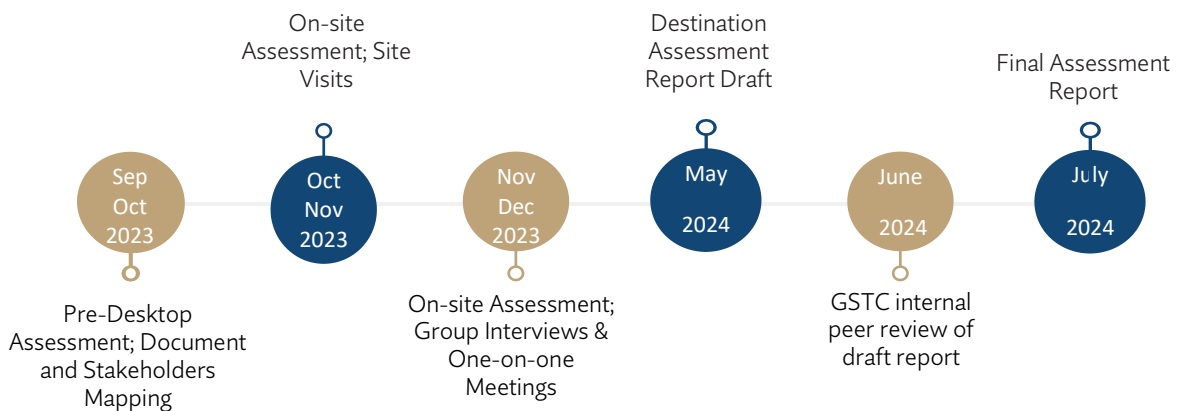 Sep
Oct
2023
Pre-Desktop
Assessment; Document
and Stakeholders
Mapping
On-site
Assessment; Site
Visits
Oct
Nov
2023
Nov
Dec
2023
On-site Assessment;
Group Interviews &
One-on-one
Meetings
Destination
Assessment
Report Draft
May
2024
June
2024
GSTC internal
peer review of
draft report
Final Assessment
Report
July
2024